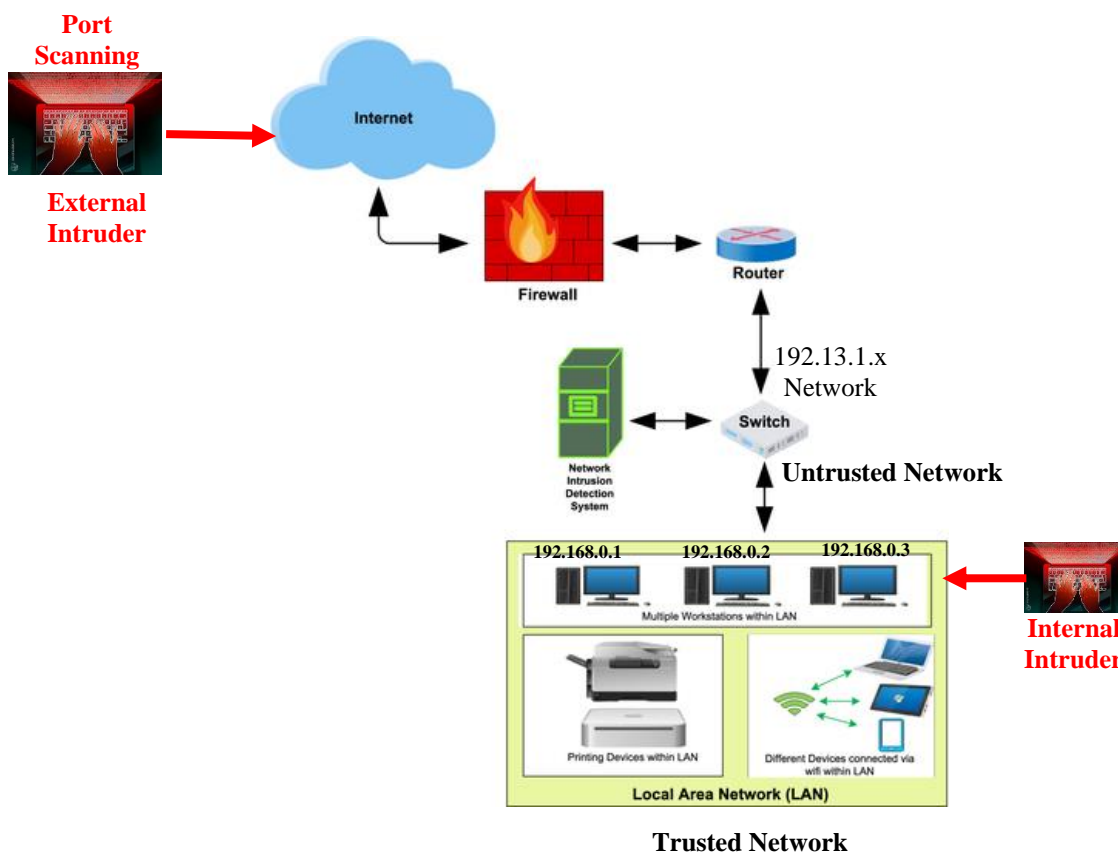 Port
Scanning
External
Intruder
Internet
Firewall
Router
192.13.1.x
Network
Switch
Network
Intrusion
Detection
System
Untrusted Network
192.168.0.1 192.168.0.2 192.168.0.3
Multiple Workstations within LAN
Internal
Intruder
Printing Devices within LAN
Different Devices connected via
wifi within LAN
Local Area Network (LAN)
Trusted Network